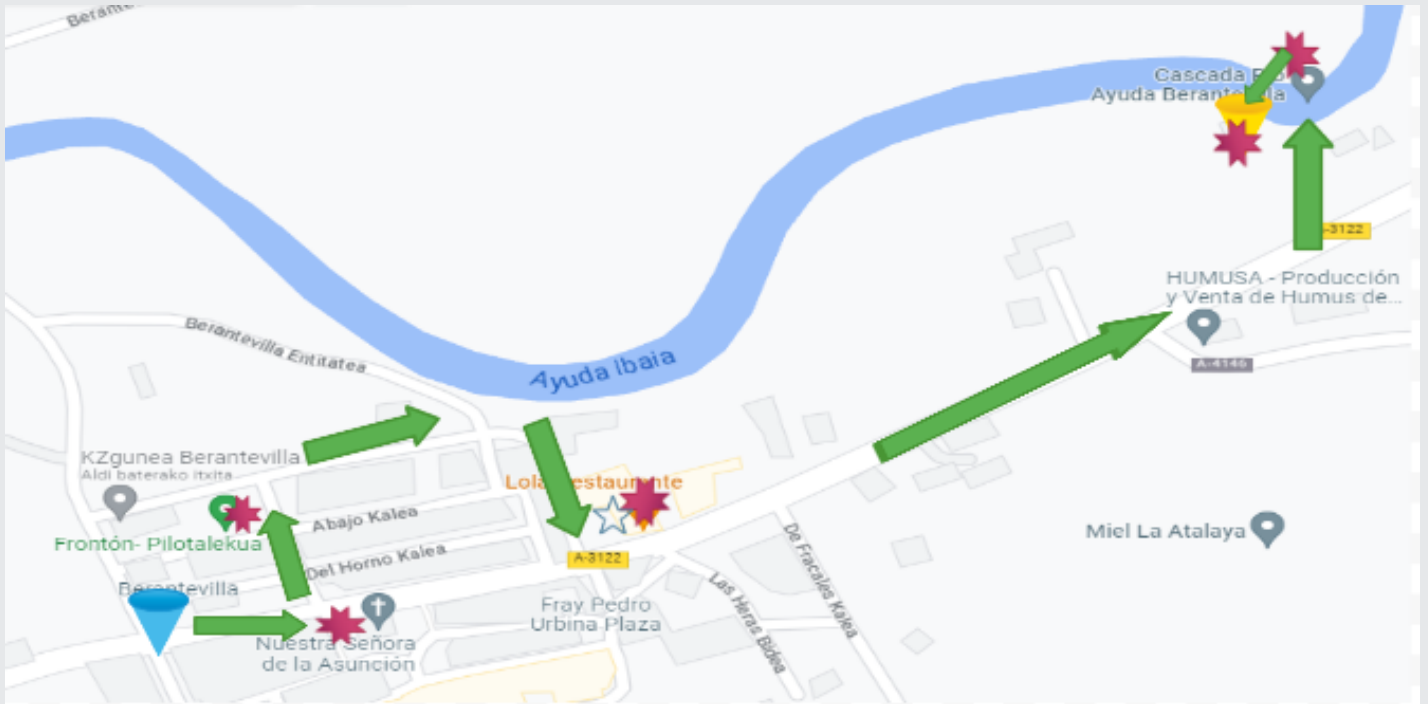 Cascada
Ayuda
-3122
HUMUSA - Producción
y Venta de Humus de...
A-4146
Ayuda Ibaia
Berantevilla Entitatea
KZgunea Berantevilla
Aldi baterako itxita
Abajo Kalea
Frontón- Pilotalekua
Del Horno Kalea
A-3122
Miel La Atalaya
De Fracales Kalea
Las Heras Bidea
Fray Pedro
Urbina Plaza
Berantevilla
Nuestra Señora
de la Asunción